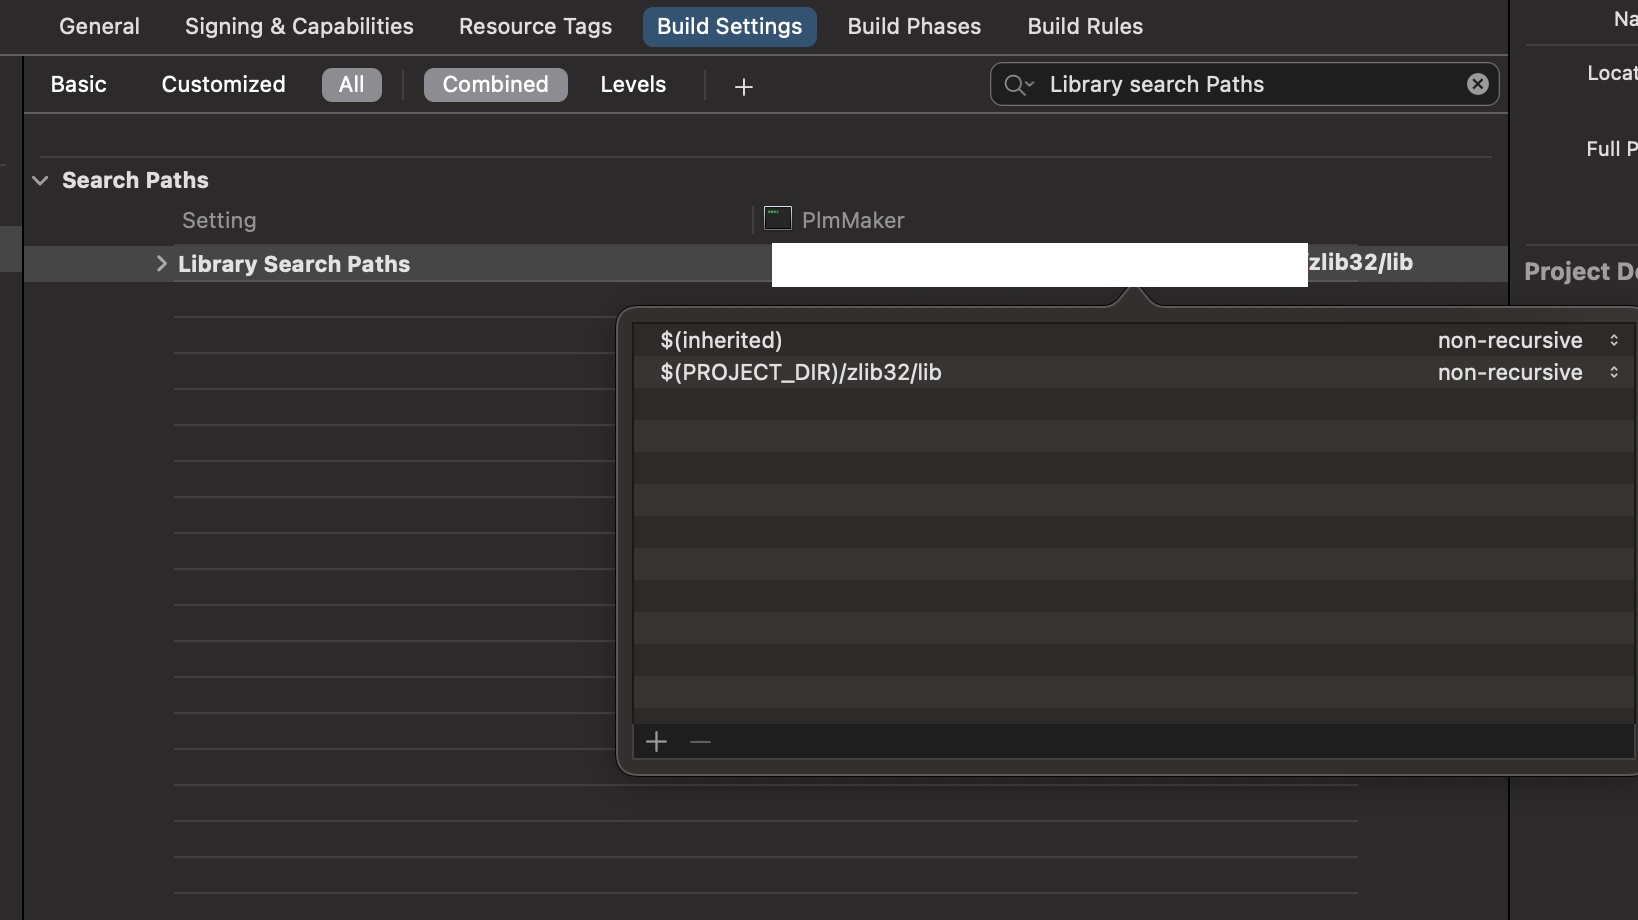 General Signing & Capabilities Resource Tags Build Settings Build Phases Build Rules
Basic Customized All Combined Levels + Library search Paths
Search Paths
Setting PlmMaker
Library Search Paths zlib32/lib
$(inherited) non-recursive
$(PROJECT_DIR)/zlib32/lib non-recursive
Na
Locat
Full P
Project De